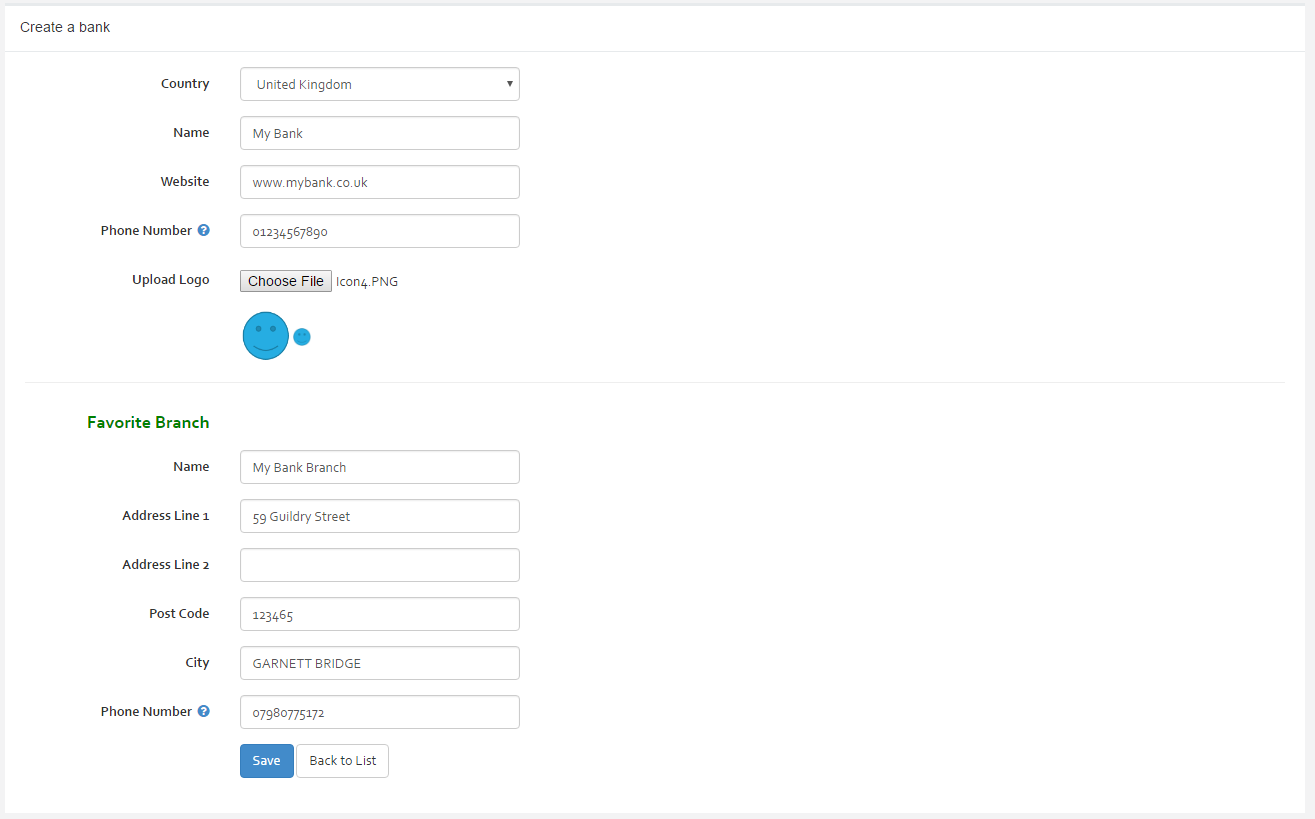 Create a bank
Country United Kingdom
Name My Bank
Website www.mybank.co.uk
Phone Number ? 01234567890
Upload Logo Choose File Icon4.PNG
Favorite Branch
Name My Bank Branch
Address Line 1 59 Guildry Street
Address Line 2
Post Code 123465
City GARNETT BRIDGE
Phone Number ? 07980775172
Save Back to List